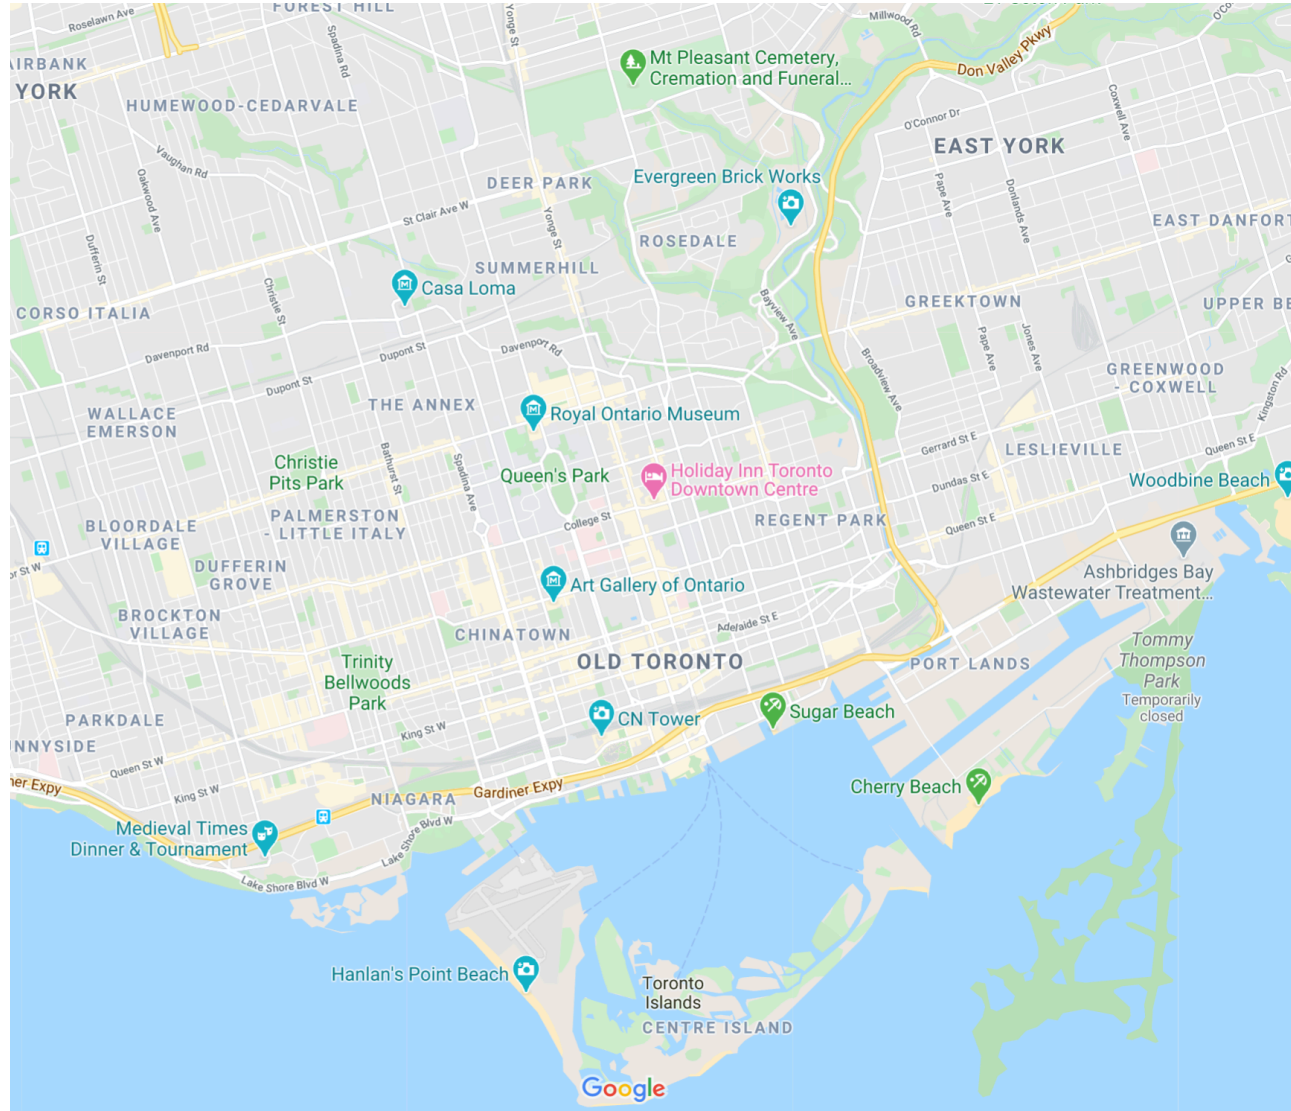 FOREST HILL
Roselawn Ave
Spadina Rd
Yonge St
Millwood Rd
Don Valley Pkwy
AIRBANK
YORK
HUMEWOOD-CEDARVALE
Mt Pleasant Cemetery,
Cremation and Funeral...
O'Connor Dr
Coxwell Ave
EAST YORK
Vaughan Rd
Oakwood Ave
DEER PARK
Evergreen Brick Works
Pape Ave
Donlands Ave
St Clair Ave W
Yonge St
EAST DANFORT
Dufferin St
ROSEDALE
SUMMERHILL
Christie St
Casa Loma
Bayview Ave
GREEKTOWN
UPPER BE
CORSO ITALIA
Davenport Rd
Dupont St
Davenport Rd
Pape Ave
Jones Ave
Broadview Ave
GREENWOOD
- COXWELL
Kingston Rd
Dupont St
WALLACE
EMERSON
THE ANNEX
Royal Ontario Museum
Gerrard St E
LESLIEVILLE
Queen St E
Christie
Pits Park
Bathurst St
Spadina Ave
Queen's Park
Holiday Inn Toronto
Downtown Centre
Dundas St E
Woodbine Beach
BLOORDALE
VILLAGE
PALMERSTON
- LITTLE ITALY
College St
REGENT PARK
Queen St E
or St W
DUFFERIN
GROVE
Art Gallery of Ontario
Ashbridges Bay
Wastewater Treatment...
BROCKTON
VILLAGE
CHINATOWN
Adelaide St E
Tommy
Thompson
Park
Temporarily
closed
Trinity
Bellwoods
Park
OLD TORONTO
PORT LANDS
PARKDALE
King St W
CN Tower
Sugar Beach
NNYSIDE
Queen St W
ner Expy
King St W
NIAGARA
Gardiner Expy
Cherry Beach
Medieval Times
Dinner & Tournament
Lake Shore Blvd W
Lake Shore Blvd W
Hanlan's Point Beach
Toronto
Islands
CENTRE ISLAND
Google